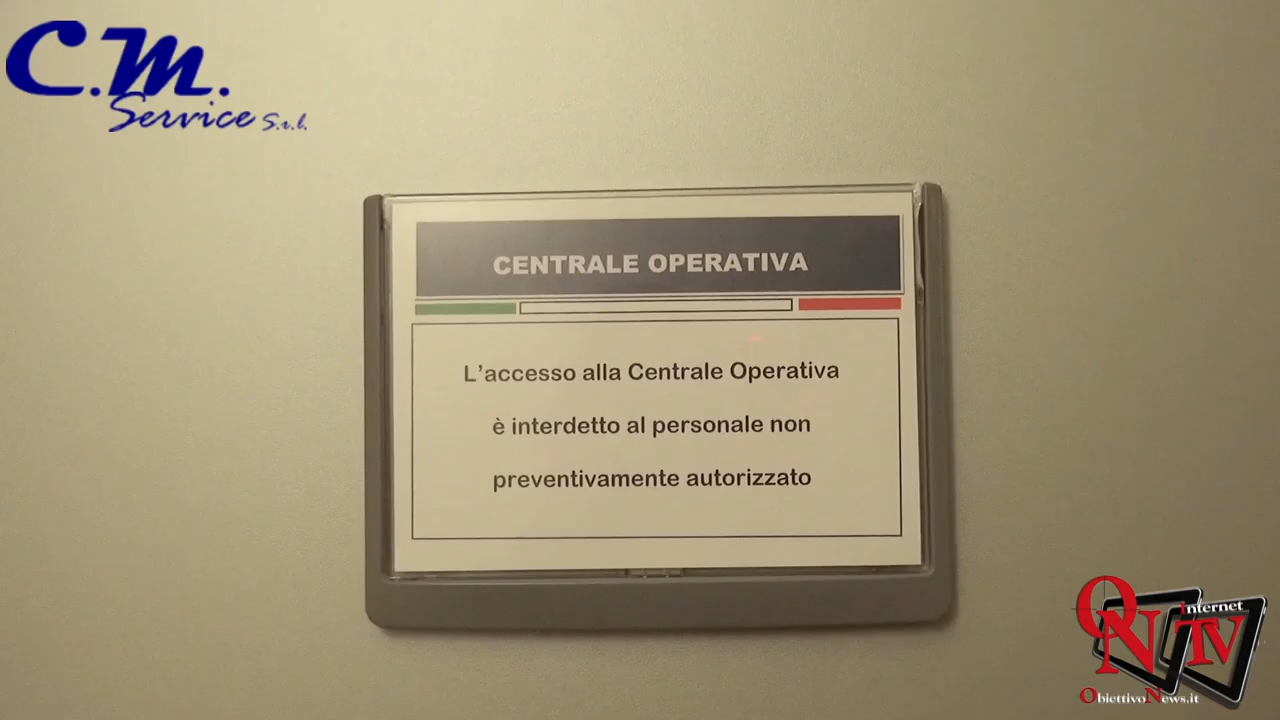 C.M.
Service S.r.l.
CENTRALE OPERATIVA
L'accesso alla Centrale Operativa
è interdetto al personale non
preventivamente autorizzato
ON Internet TV
ObiettivoNews.it